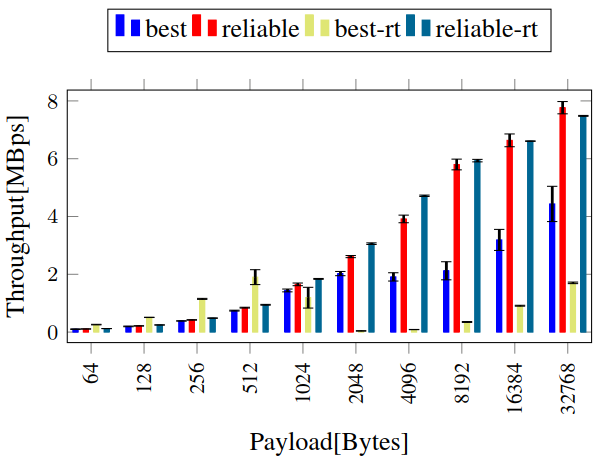 best reliable best-rt reliable-rt
Throughput[MBps]
8
6
4
2
0
64 128 256 512 1024 2048 4096 8192 16384 32768
Payload[Bytes]